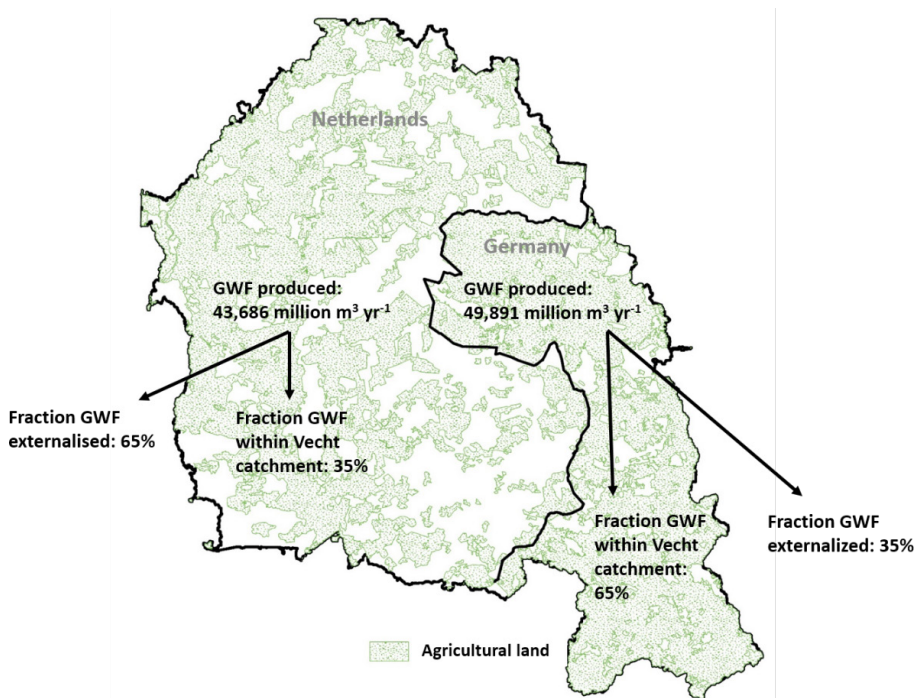 Netherlands
Germany
GWF produced:
43,686 million m³ yr⁻¹
GWF produced:
49,891 million m³ yr⁻¹
Fraction GWF
externalised: 65%
Fraction GWF
within Vecht
catchment: 35%
Fraction GWF
within Vecht
catchment:
65%
Fraction GWF
externalized: 35%
Agricultural land